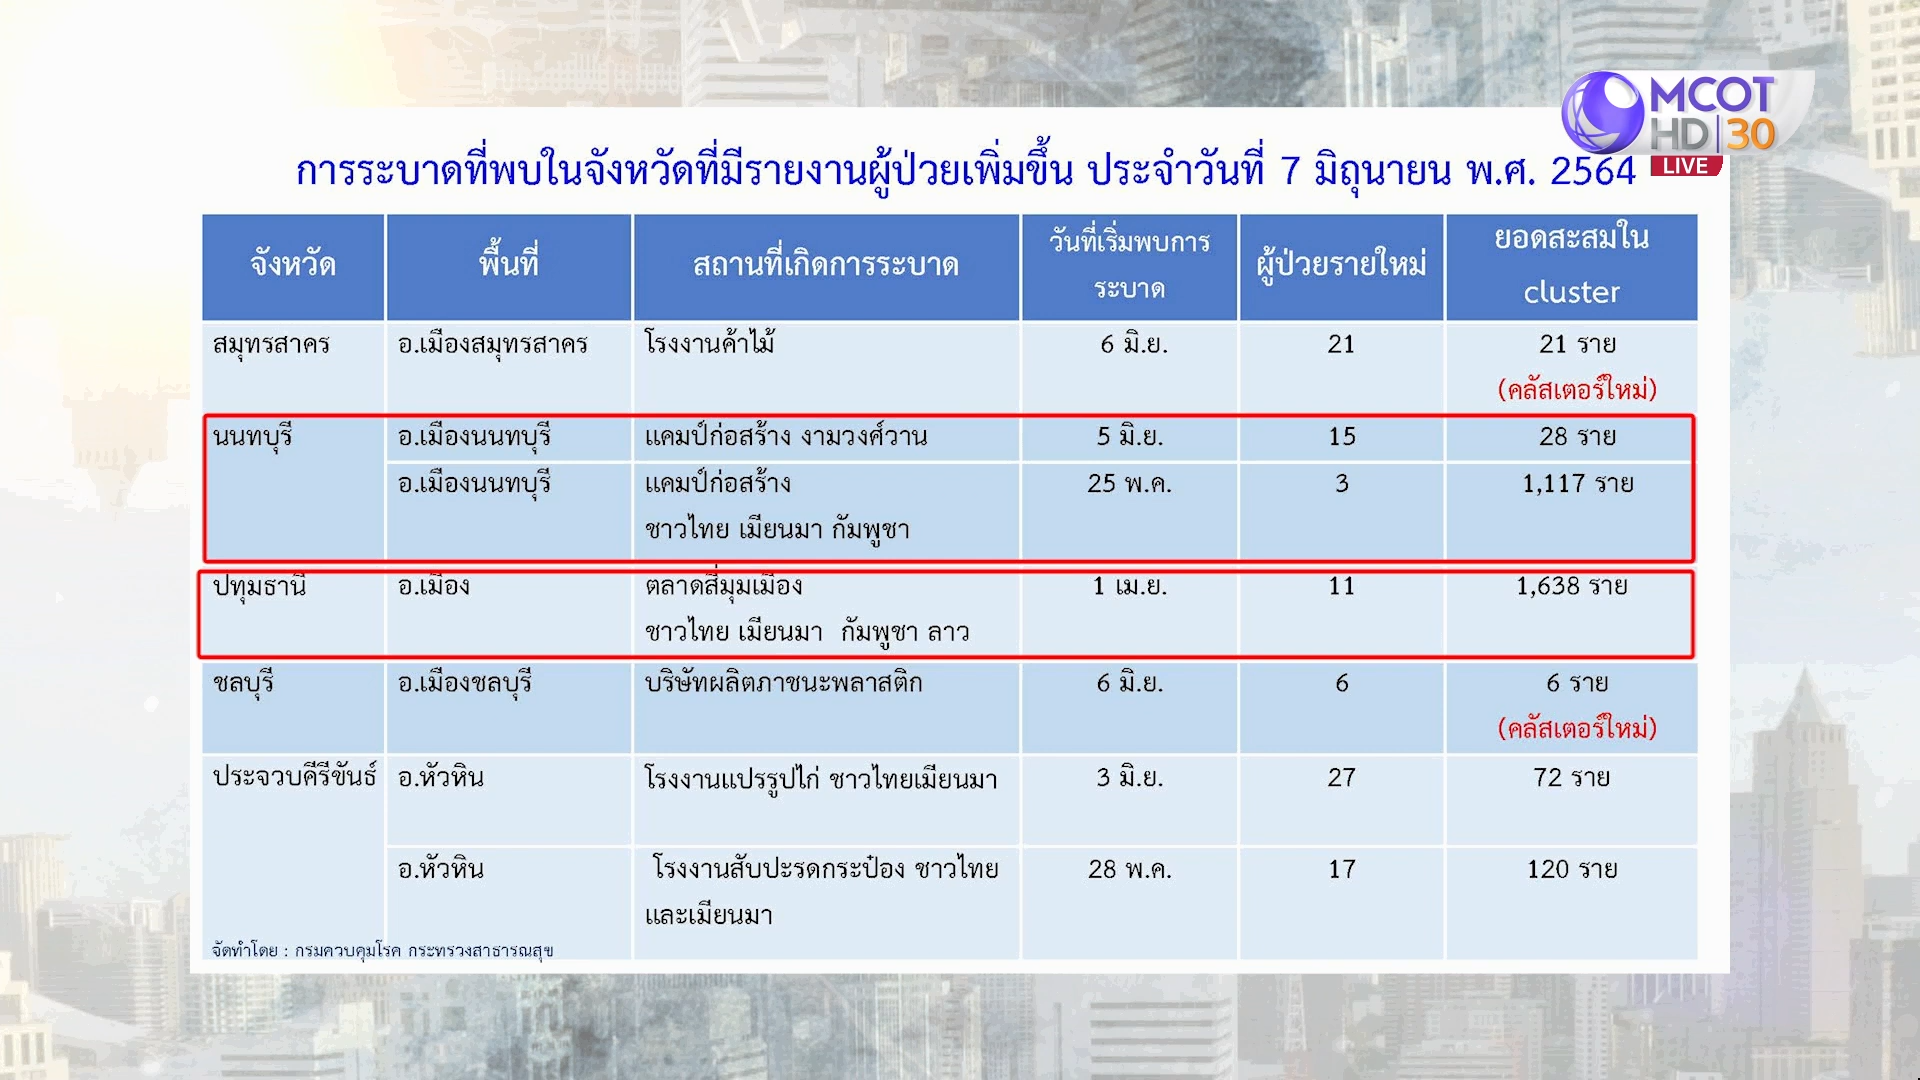 MCOT
HD 30
LIVE
การระบาดที่พบในจังหวัดที่มีรายงานผู้ป่วยเพิ่มขึ้น ประจำวันที่ 7 มิถุนายน พ.ศ. 2564
จังหวัด พื้นที่ สถานที่เกิดการระบาด วันที่เริ่มพบการระบาด ผู้ป่วยรายใหม่ ยอดสะสมใน cluster
สมุทรสาคร อ.เมืองสมุทรสาคร โรงงานค้าไม้ 6 มิ.ย. 21 21 ราย
(คลัสเตอร์ใหม่)
นนทบุรี อ.เมืองนนทบุรี แคมป์ก่อสร้าง งามวงศ์วาน 5 มิ.ย. 15 28 ราย
อ.เมืองนนทบุรี แคมป์ก่อสร้าง 25 พ.ค. 3 1,117 ราย
ชาวไทย เมียนมา กัมพูชา
ปทุมธานี อ.เมือง ตลาดสี่มุมเมือง 1 เม.ย. 11 1,638 ราย
ชาวไทย เมียนมา กัมพูชา ลาว
ชลบุรี อ.เมืองชลบุรี บริษัทผลิตภาชนะพลาสติก 6 มิ.ย. 6 6 ราย
(คลัสเตอร์ใหม่)
ประจวบคีรีขันธ์ อ.หัวหิน โรงงานแปรรูปไก่ ชาวไทยเมียนมา 3 มิ.ย. 27 72 ราย
อ.หัวหิน โรงงานสับปะรดกระป๋อง ชาวไทย 28 พ.ค. 17 120 ราย
และเมียนมา
จัดทำโดย : กรมควบคุมโรค กระทรวงสาธารณสุข